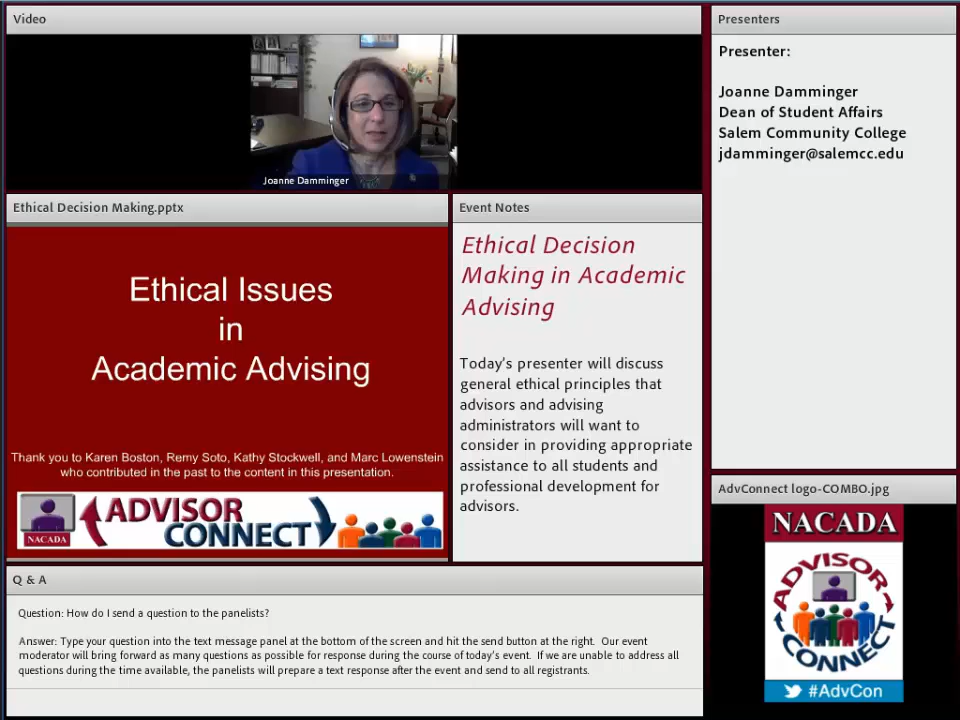 Video
Joanne Damminger
Presenters
Presenter:
Joanne Damminger
Dean of Student Affairs
Salem Community College
jdamminger@salemcc.edu
Ethical Decision Making.pptx
Ethical Issues
in
Academic Advising
Thank you to Karen Boston, Remy Soto, Kathy Stockwell, and Marc Lowenstein
who contributed in the past to the content in this presentation.
NACADA
ADVISOR
CONNECT
Event Notes
Ethical Decision
Making in Academic
Advising
Today's presenter will discuss
general ethical principles that
advisors and advising
administrators will want to
consider in providing appropriate
assistance to all students and
professional development for
advisors.
AdvConnect logo-COMBO.jpg
NACADA
ADVISOR
CONNECT
#AdvCon
Q & A
Question: How do I send a question to the panelists?
Answer: Type your question into the text message panel at the bottom of the screen and hit the send button at the right. Our event
moderator will bring forward as many questions as possible for response during the course of today's event. If we are unable to address all
questions during the time available, the panelists will prepare a text response after the event and send to all registrants.